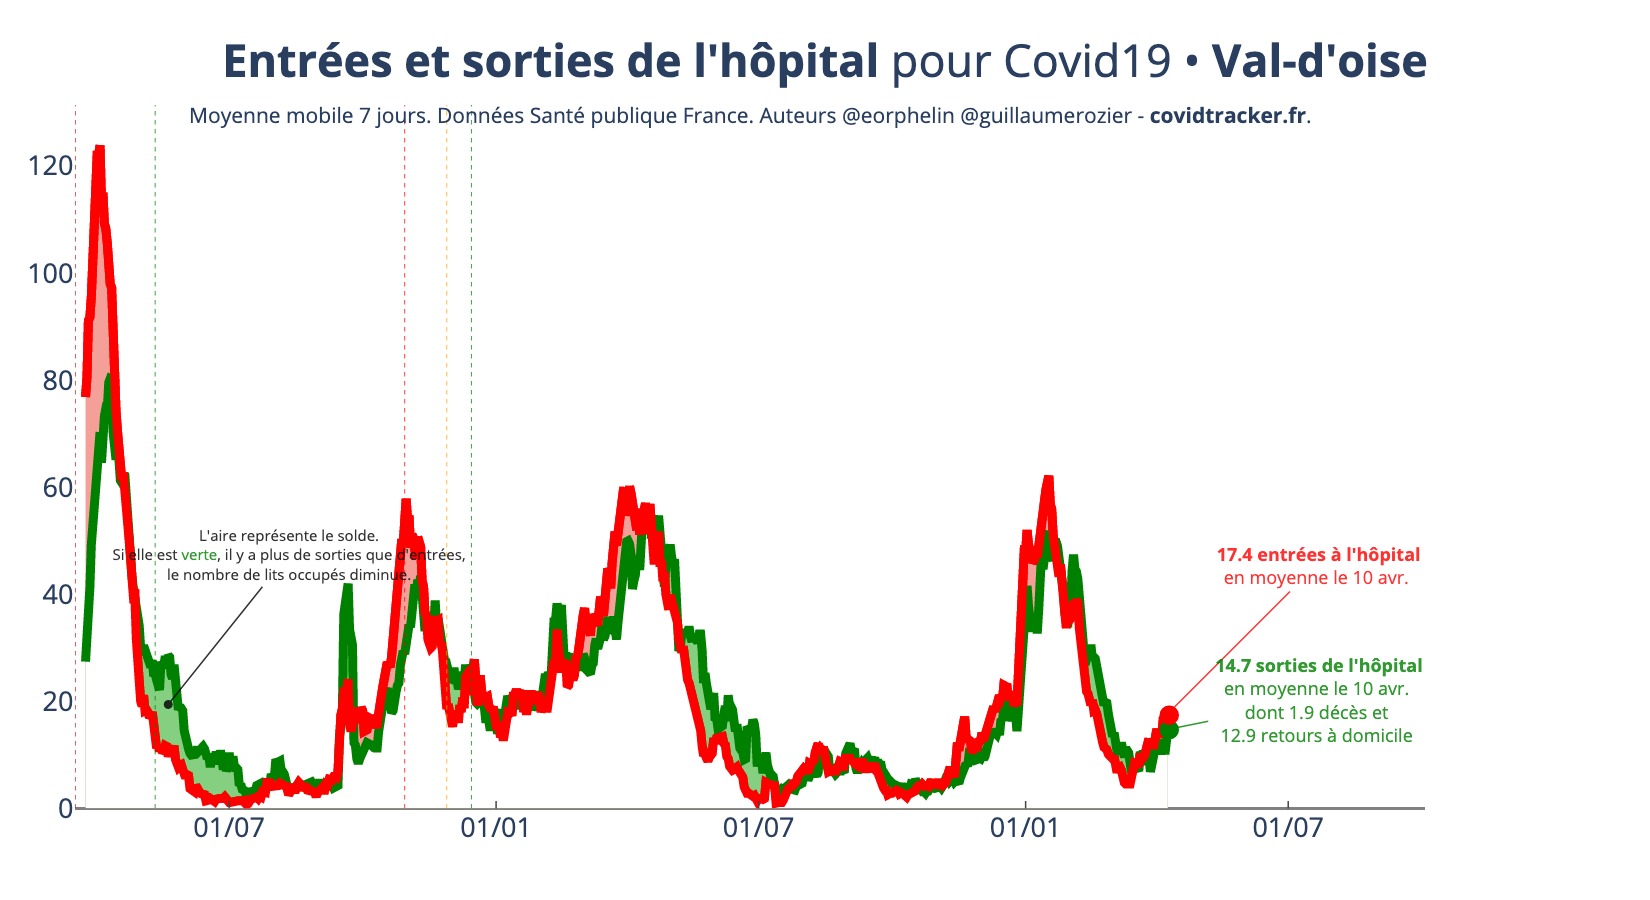 Entrées et sorties de l'hôpital pour Covid19 • Val-d'oise
Moyenne mobile 7 jours. Données Santé publique France. Auteurs @eorphelin @guillaumerozier - covidtracker.fr.
120
100
80
60
40
20
0
L'aire représente le solde.
Si elle est verte, il y a plus de sorties que d'entrées,
le nombre de lits occupés diminue.
17.4 entrées à l'hôpital
en moyenne le 10 avr.
14.7 sorties de l'hôpital
en moyenne le 10 avr.
dont 1.9 décès et
12.9 retours à domicile
01/07
01/01
01/07
01/01
01/07